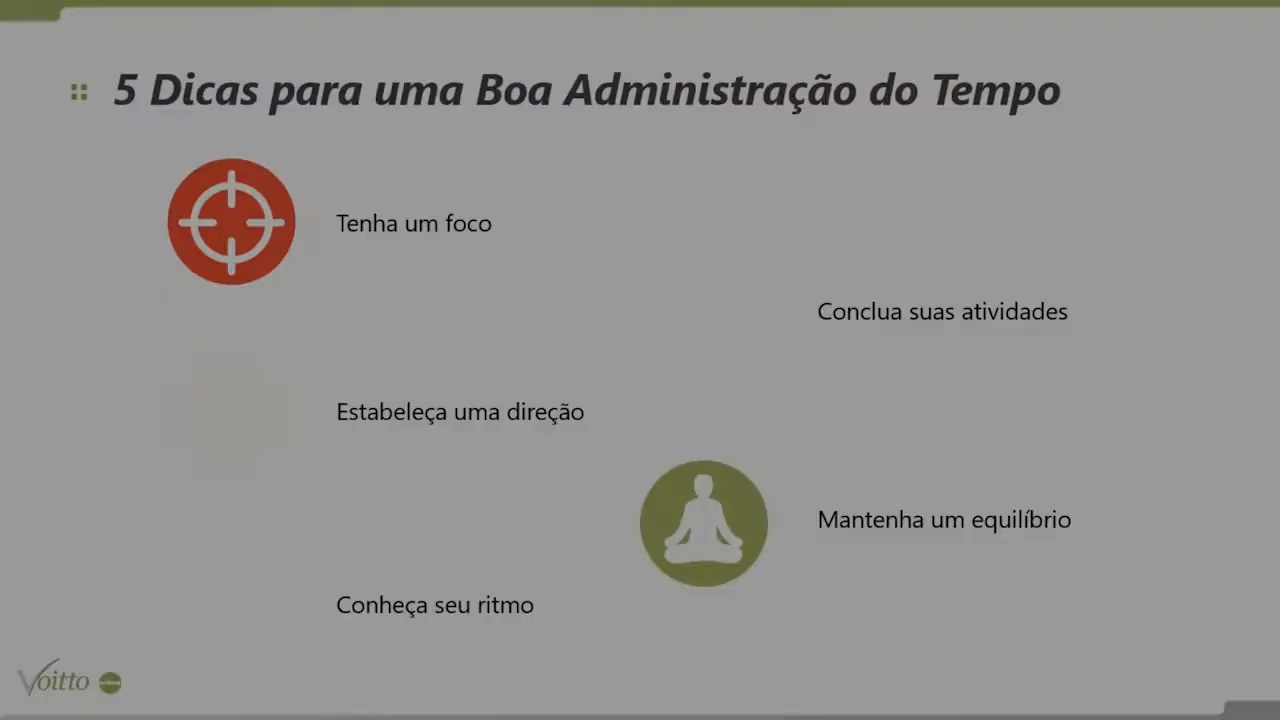 5 Dicas para uma Boa Administração do Tempo
Tenha um foco
Conclua suas atividades
Estabeleça uma direção
Mantenha um equilíbrio
Conheça seu ritmo
Voitto